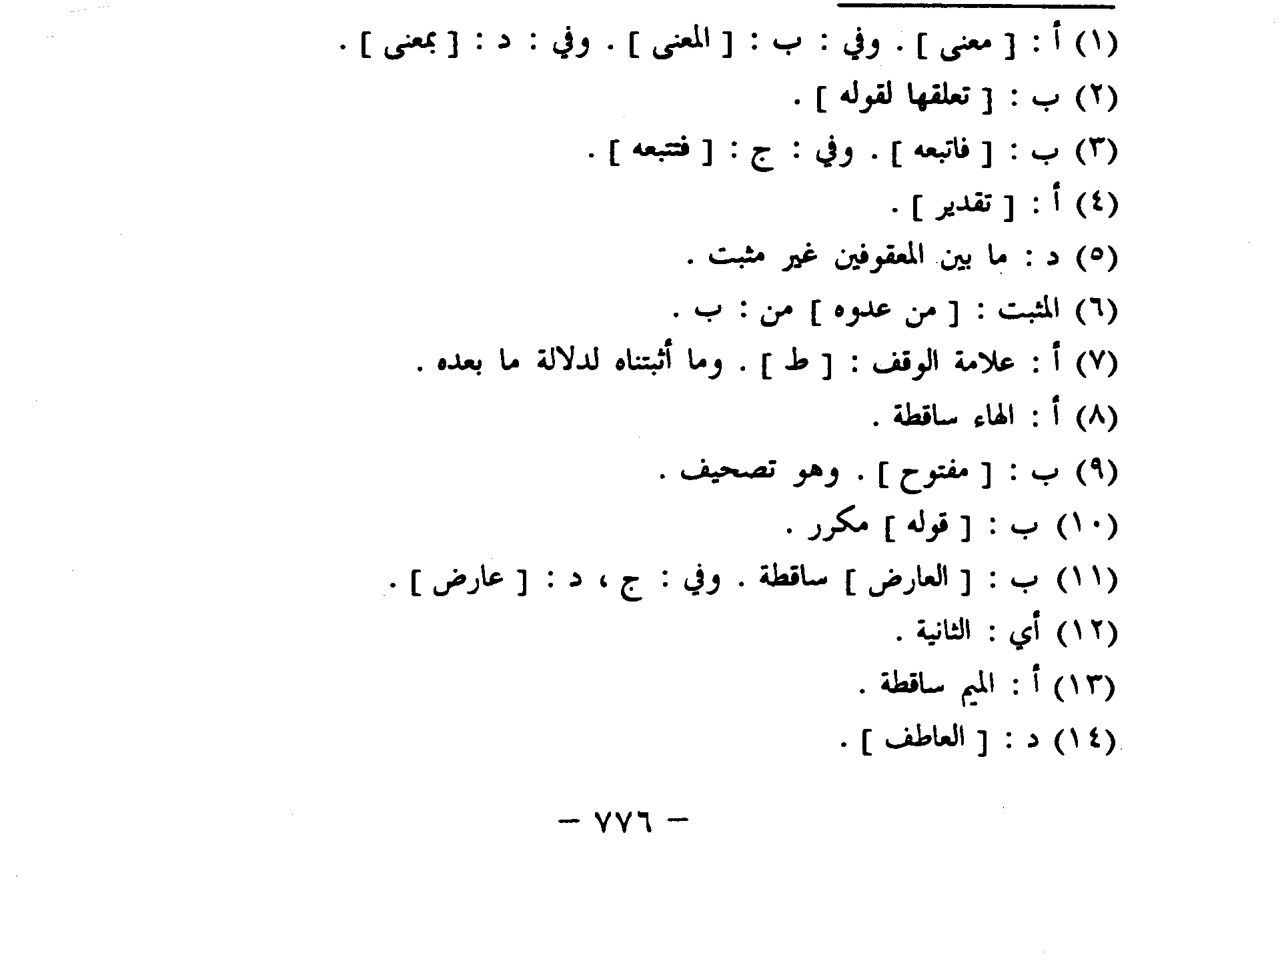 (١) أ : [ معنى ] . وفي : ب : [ المعنى ] . وفي : د : [ بمعنى ] .
(٢) ب : [ تعلقها لقوله ] .
(٣) ب : [ فاتبعه ] . وفي : ج : [ فتتبعه ] .
(٤) أ : [ تقدير ] .
(٥) د : ما بين المعقوفين غير مثبت .
(٦) المثبت : [ من عدوه ] من : ب .
(٧) أ : علامة الوقف : [ ط ] . وما أثبتناه لدلالة ما بعده .
(٨) أ : الهاء ساقطة .
(٩) ب : [ مفتوح ] . وهو تصحيف .
(١٠) ب : [ قوله ] مكرر .
(١١) ب : [ العارض ] ساقطة . وفي : ج ، د : [ عارض ] .
(١٢) أي : الثانية .
(١٣) أ : الميم ساقطة .
(١٤) د : [ العاطف ] .
– ٧٧٦ –